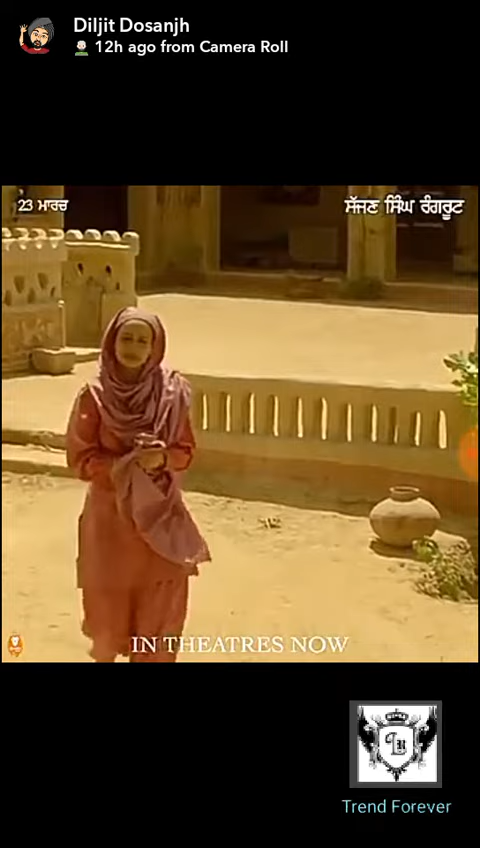 Diljit Dosanjh
12h ago from Camera Roll
23 ਮਾਰਚ
ਸੱਜਣ ਸਿੰਘ ਰੰਗਰੂਟ
IN THEATRES NOW
Trend Forever